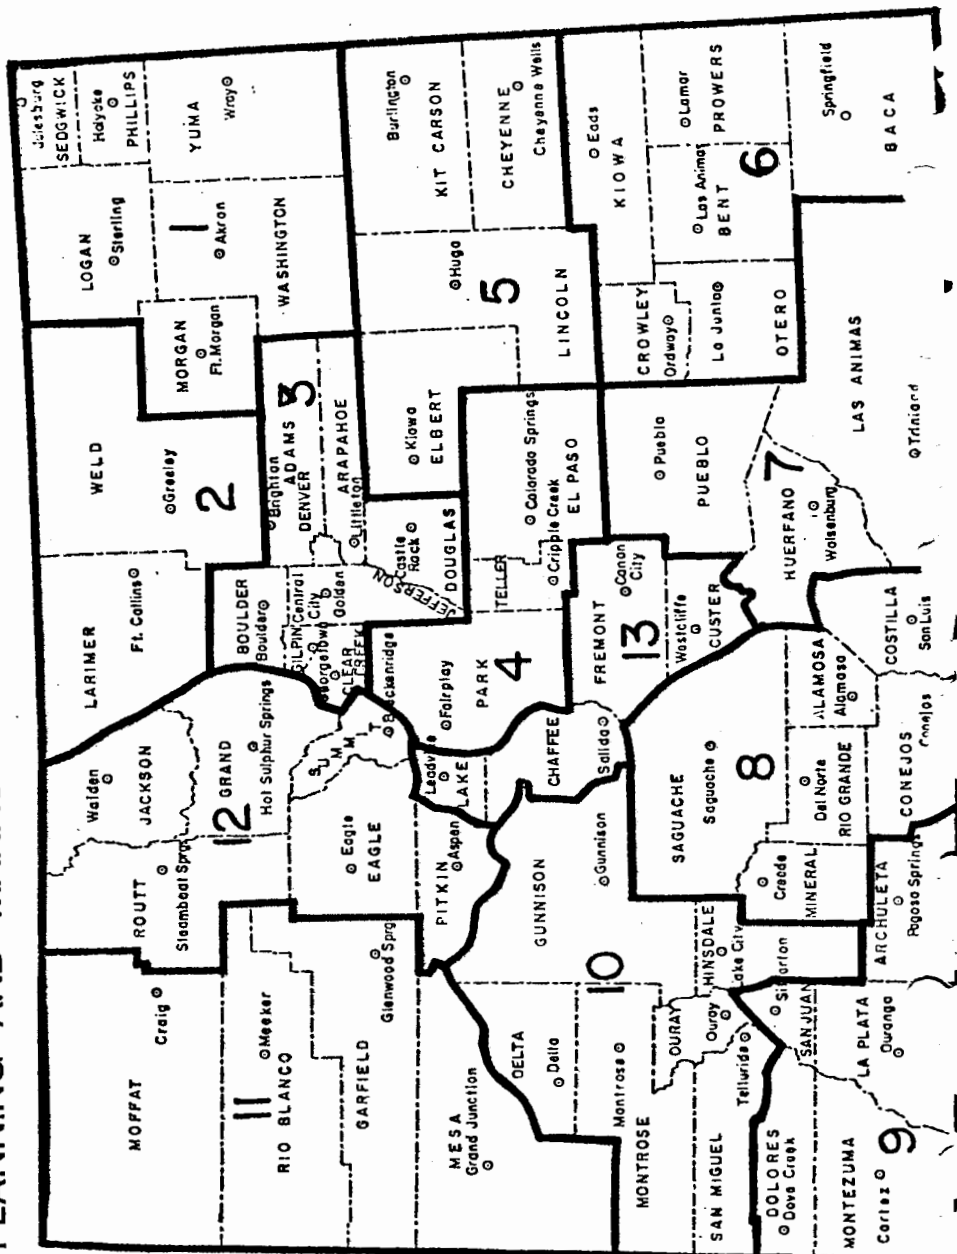 MOFFAT
Craig
ROUTT
Steamboat Sprgs
Walden
JACKSON
LARIMER
Ft. Collins
WELD
Greeley
2
LOGAN
Sterling
Julesburg
SEDGWICK
Holyoke
PHILLIPS
MORGAN
Ft. Morgan
1
Akron
WASHINGTON
YUMA
Wray
11
Meeker
RIO BLANCO
GARFIELD
Glenwood Sprg
12
GRAND
Hot Sulphur Springs
SUMMIT
Breckenridge
Eagle
EAGLE
BOULDER
Boulder
GILPIN
Central
City
Georgetown
CLEAR
CREEK
Golden
JEFFERSON
Brighton
ADAMS
DENVER
3
ARAPAHOE
Littleton
Castle
Rock
DOUGLAS
Kiowa
ELBERT
Hugo
5
LINCOLN
Burlington
KIT CARSON
CHEYENNE
Cheyenne Wells
MESA
Grand Junction
DELTA
Delta
PITKIN
Aspen
Leadville
LAKE
Fairplay
PARK
4
TELLER
Cripple Creek
Colorado Springs
EL PASO
GUNNISON
Gunnison
10
CHAFFEE
Salida
FREMONT
Canon
City
13
Westcliffe
CUSTER
Pueblo
PUEBLO
CROWLEY
Ordway
KIOWA
Eads
La Junta
OTERO
Las Animas
BENT
6
Lamar
PROWERS
Springfield
BACA
MONTROSE
Montrose
OURAY
Ouray
SAN MIGUEL
Telluride
HINSDALE
Lake City
SAGUACHE
Saguache
8
Creede
MINERAL
Del Norte
RIO GRANDE
ALAMOSA
Alamosa
HUERFANO
Walsenburg
7
LAS ANIMAS
Trinidad
DOLORES
Dove Creek
SAN JUAN
MONTEZUMA
Cortez
9
LA PLATA
Durango
ARCHULETA
Pagosa Springs
CONEJOS
Conejos
COSTILLA
San Luis